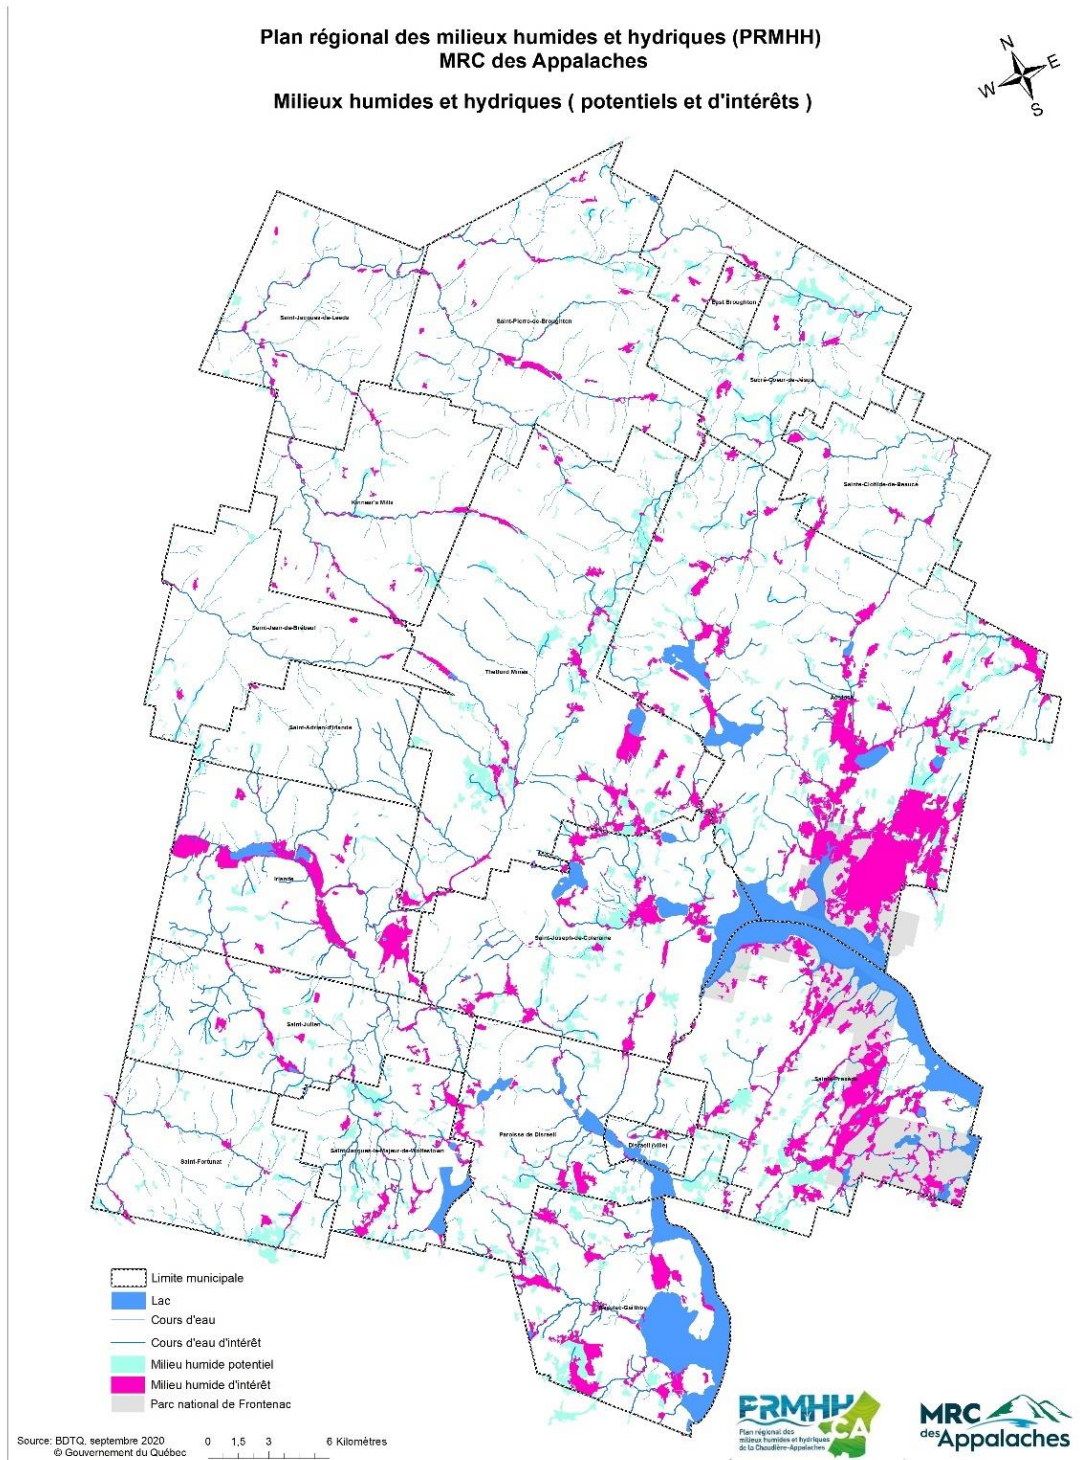 Plan régional des milieux humides et hydriques (PRMHH)
MRC des Appalaches
Milieux humides et hydriques ( potentiels et d'intérêts )
N
E
W
S
East Broughton
Saint-Jacques-de-Leeds
Saint-Pierre-de-Broughton
Sacré-Coeur-de-Jésus
Sainte-Clotilde-de-Beauce
Kinnear's Mills
Saint-Jean-de-Brébeuf
Thetford Mines
Adstock
Saint-Adrien-d'Irlande
Irlande
Saint-Joseph-de-Coleraine
Saint-Julien
Sainte-Praxède
Paroisse de Disraeli
Disraeli (ville)
Saint-Jacques-le-Majeur-de-Wolfestown
Saint-Fortunat
Beaulac-Garthby
Limite municipale
Lac
Cours d'eau
Cours d'eau d'intérêt
Milieu humide potentiel
Milieu humide d'intérêt
Parc national de Frontenac
Source: BDTQ, septembre 2020
© Gouvernement du Québec
0 1,5 3 6 Kilomètres
PRMHH
CA
Plan régional des
milieux humides et hydriques
de la Chaudière-Appalaches
MRC
des Appalaches